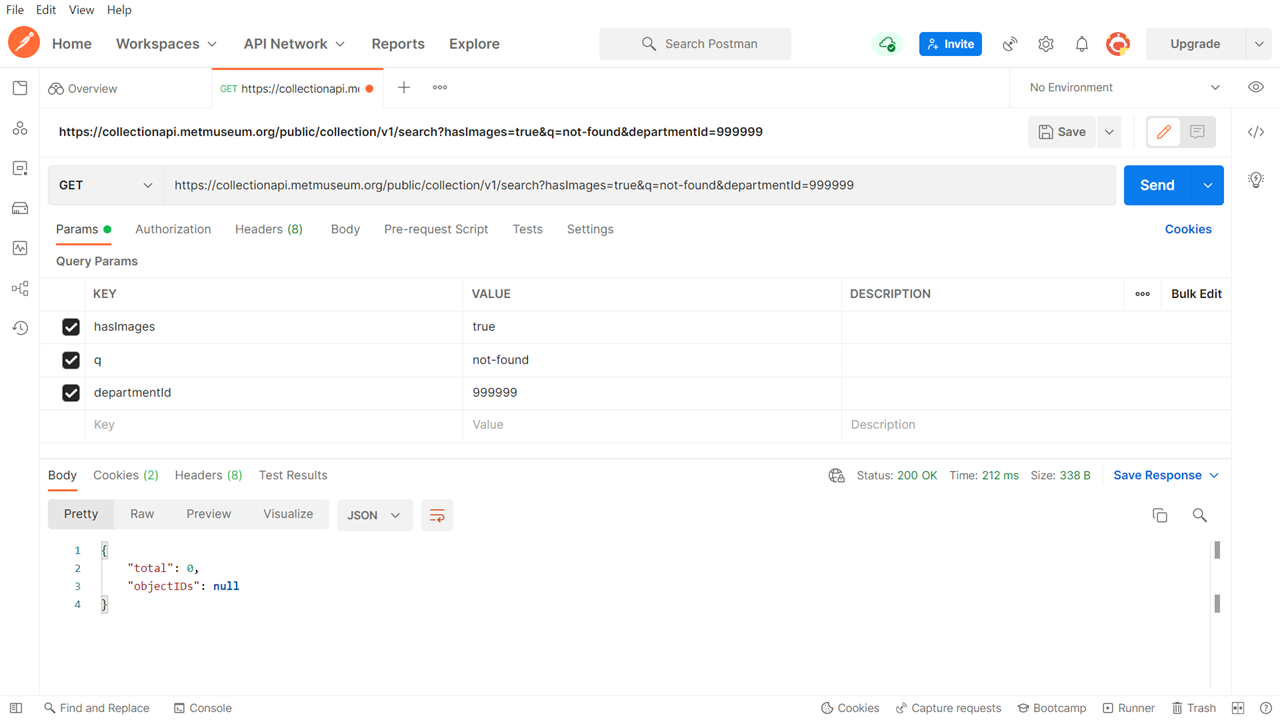 File Edit View Help
Home Workspaces API Network Reports Explore Search Postman Invite Upgrade
Overview GET https://collectionapi.me No Environment
https://collectionapi.metmuseum.org/public/collection/v1/search?hasImages=true&q=not-found&departmentId=999999 Save
GET https://collectionapi.metmuseum.org/public/collection/v1/search?hasImages=true&q=not-found&departmentId=999999 Send
Params Authorization Headers (8) Body Pre-request Script Tests Settings Cookies
Query Params
KEY VALUE DESCRIPTION Bulk Edit
hasImages true
q not-found
departmentId 999999
Key Value Description
Body Cookies (2) Headers (8) Test Results Status: 200 OK Time: 212 ms Size: 338 B Save Response
Pretty Raw Preview Visualize JSON
1 {
2 "total": 0,
3 "objectIDs": null
4 }
Find and Replace Console Cookies Capture requests Bootcamp Runner Trash